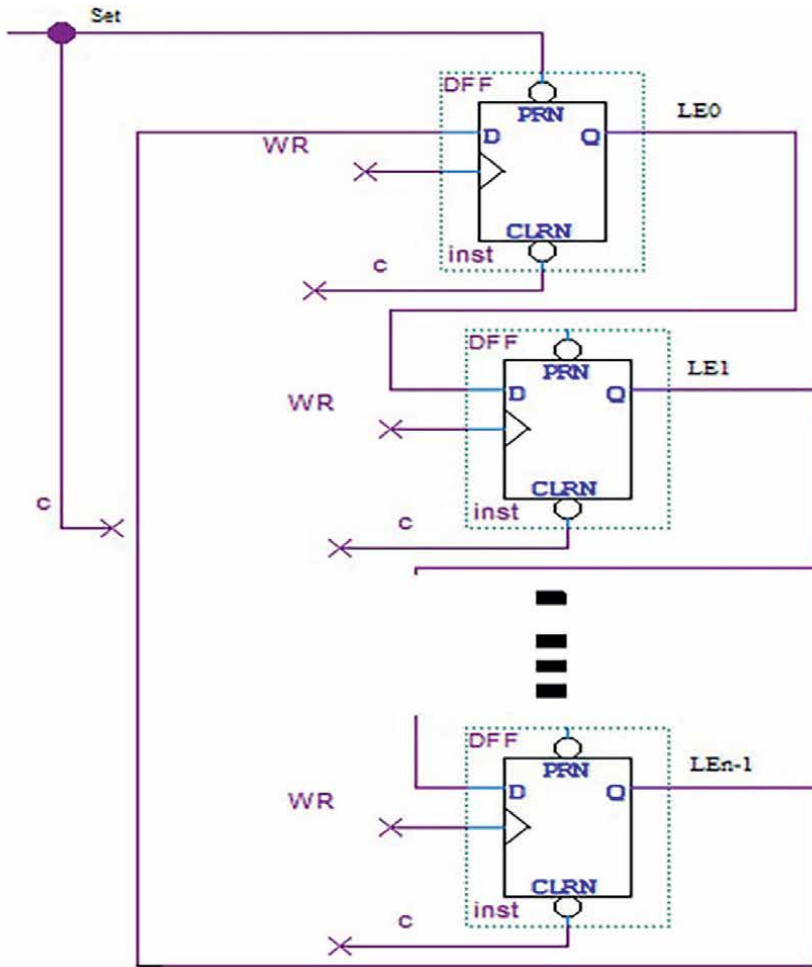 Set
DFF
PRN
D
Q
LE0
WR
CLRN
inst
c
DFF
PRN
D
Q
LE1
WR
CLRN
inst
c
c
DFF
PRN
D
Q
LEn-1
WR
CLRN
inst
c